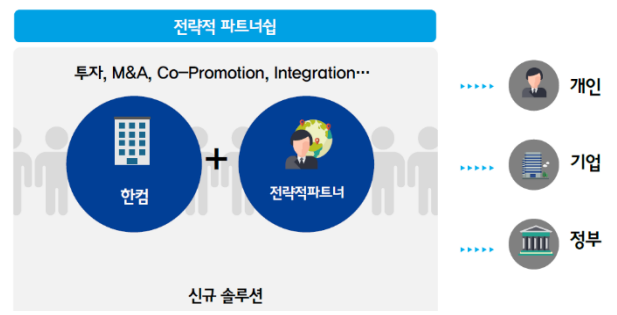 전략적 파트너쉽
투자, M&A, Co-Promotion, Integration···
한컴
+
전략적파트너
신규 솔루션
개인
기업
정부